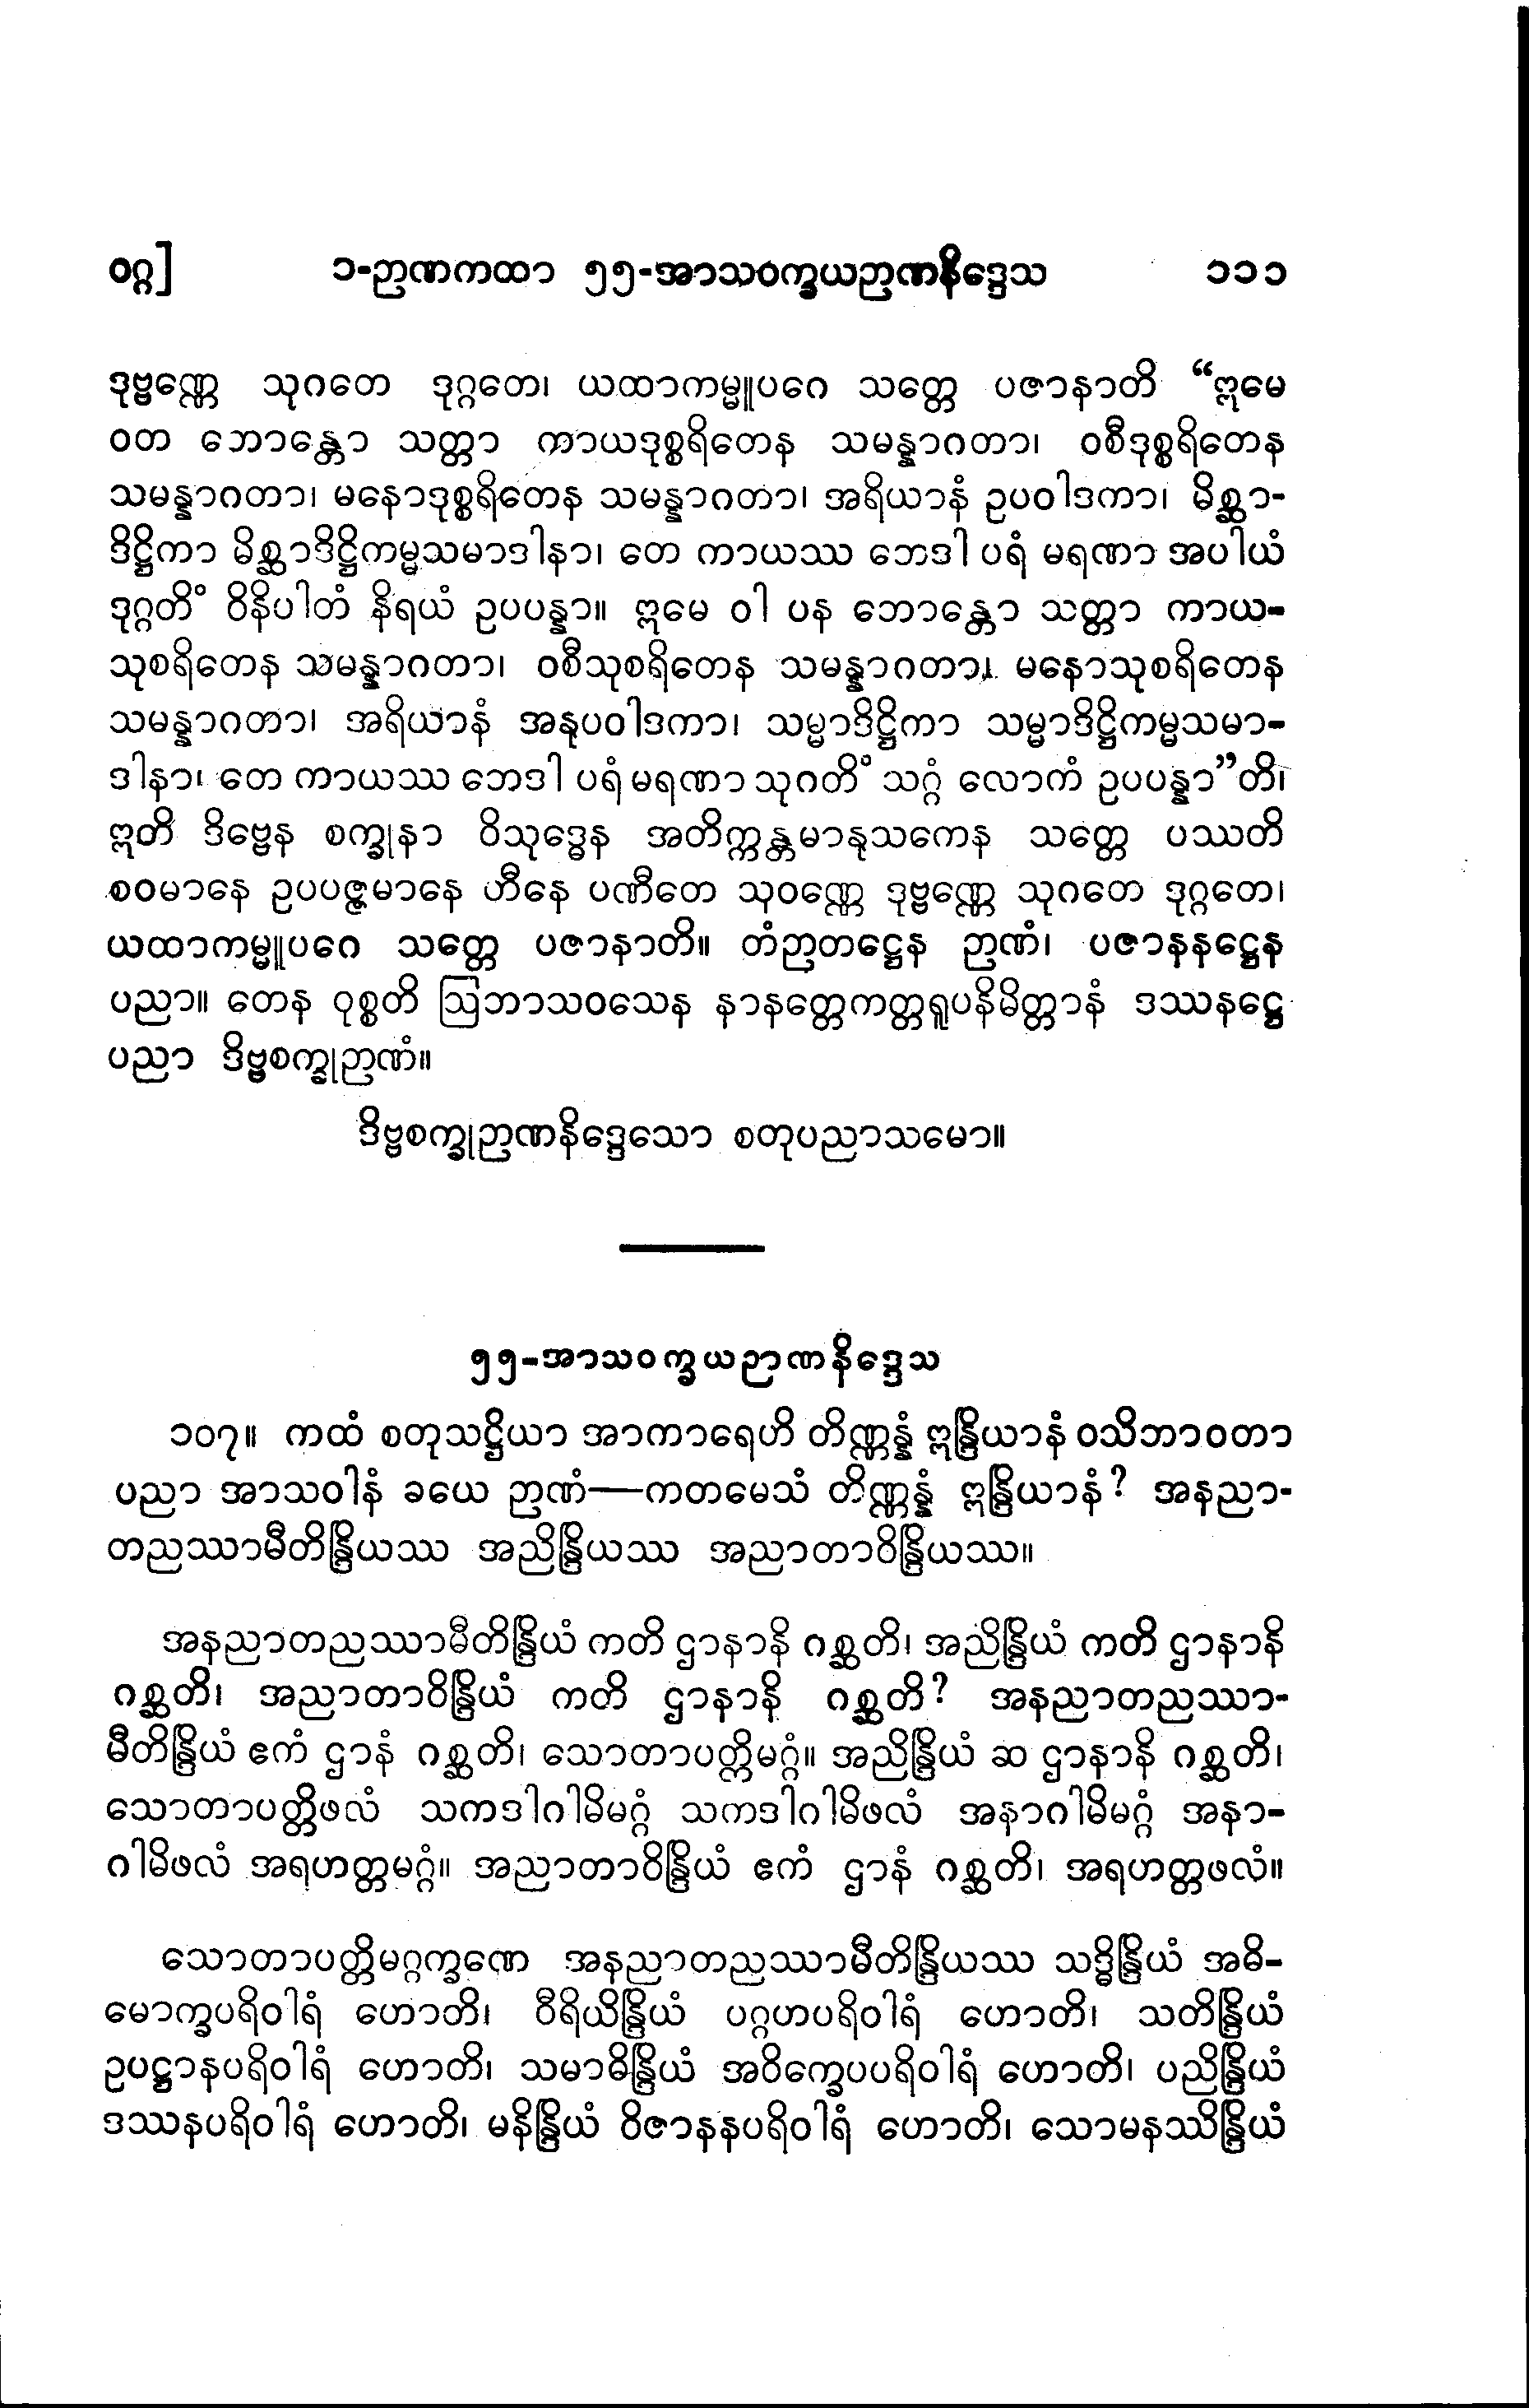 ဝဂ္ဂ] ၁-ဉာဏကထာ ၅၅-အာသဝက္ခယဉာဏနိဒ္ဒေသ ၁၁၁
ဒုဗ္ဗဏ္ဏေ သုဂတေ ဒုဂ္ဂတေ၊ ယထာကမ္မူပဂေ သတ္တေ ပဇာနာတိ “ဣမေ
ဝတ ဘောန္တော သတ္တာ ကာယဒုစ္စရိတေန သမန္နာဂတာ၊ ဝစီဒုစ္စရိတေန
သမန္နာဂတာ၊ မနောဒုစ္စရိတေန သမန္နာဂတာ၊ အရိယာနံ ဥပဝါဒကာ၊ မိစ္ဆာ-
ဒိဋ္ဌိကာ မိစ္ဆာဒိဋ္ဌိကမ္မသမာဒါနာ၊ တေ ကာယဿ ဘေဒါ ပရံ မရဏာ အပါယံ
ဒုဂ္ဂတိံ ဝိနိပါတံ နိရယံ ဥပပန္နာ။ ဣမေ ဝါ ပန ဘောန္တော သတ္တာ ကာယ-
သုစရိတေန သမန္နာဂတာ၊ ဝစီသုစရိတေန သမန္နာဂတာ၊ မနောသုစရိတေန
သမန္နာဂတာ၊ အရိယာနံ အနုပဝါဒကာ၊ သမ္မာဒိဋ္ဌိကာ သမ္မာဒိဋ္ဌိကမ္မသမာ-
ဒါနာ၊ တေ ကာယဿ ဘေဒါ ပရံ မရဏာ သုဂတိံ သဂ္ဂံ လောကံ ဥပပန္နာ”တိ၊
ဣတိ ဒိဗ္ဗေန စက္ခုနာ ဝိသုဒ္ဓေန အတိက္ကန္တမာနုသကေန သတ္တေ ပဿတိ
စဝမာနေ ဥပပဇ္ဇမာနေ ဟီနေ ပဏီတေ သုဝဏ္ဏေ ဒုဗ္ဗဏ္ဏေ သုဂတေ ဒုဂ္ဂတေ၊
ယထာကမ္မူပဂေ သတ္တေ ပဇာနာတိ။ တံဉာတဋ္ဌေန ဉာဏံ၊ ပဇာနနဋ္ဌေန
ပညာ။ တေန ဝုစ္စတိ ဩဘာသဝသေန နာနတ္တေကတ္တရူပနိမိတ္တာနံ ဒဿနဋ္ဌေ
ပညာ ဒိဗ္ဗစက္ခုဉာဏံ။
ဒိဗ္ဗစက္ခုဉာဏနိဒ္ဒေသော စတုပညာသမော။
၅၅-အာသဝက္ခယဉာဏနိဒ္ဒေသ
၁၀၇။ ကထံ စတုသဋ္ဌိယာ အာကာရေဟိ တိဏ္ဏန္နံ ဣန္ဒြိယာနံ ဝသိဘာဝတာ
ပညာ အာသဝါနံ ခယေ ဉာဏံ—ကတမေသံ တိဏ္ဏန္နံ ဣန္ဒြိယာနံ? အနညာ-
တညဿာမီတိန္ဒြိယဿ အညိန္ဒြိယဿ အညာတာဝိန္ဒြိယဿ။
အနညာတညဿာမီတိန္ဒြိယံ ကတိ ဌာနာနိ ဂစ္ဆတိ၊ အညိန္ဒြိယံ ကတိ ဌာနာနိ
ဂစ္ဆတိ၊ အညာတာဝိန္ဒြိယံ ကတိ ဌာနာနိ ဂစ္ဆတိ? အနညာတညဿာ-
မီတိန္ဒြိယံ ဧကံ ဌာနံ ဂစ္ဆတိ၊ သောတာပတ္တိမဂ္ဂံ။ အညိန္ဒြိယံ ဆ ဌာနာနိ ဂစ္ဆတိ၊
သောတာပတ္တိဖလံ သကဒါဂါမိမဂ္ဂံ သကဒါဂါမိဖလံ အနာဂါမိမဂ္ဂံ အနာ-
ဂါမိဖလံ အရဟတ္တမဂ္ဂံ။ အညာတာဝိန္ဒြိယံ ဧကံ ဌာနံ ဂစ္ဆတိ၊ အရဟတ္တဖလံ။
သောတာပတ္တိမဂ္ဂက္ခဏေ အနညာတညဿာမီတိန္ဒြိယဿ သဒ္ဓိန္ဒြိယံ အဓိ-
မောက္ခပရိဝါရံ ဟောတိ၊ ဝီရိယိန္ဒြိယံ ပဂ္ဂဟပရိဝါရံ ဟောတိ၊ သတိန္ဒြိယံ
ဥပဋ္ဌာနပရိဝါရံ ဟောတိ၊ သမာဓိန္ဒြိယံ အဝိက္ခေပပရိဝါရံ ဟောတိ၊ ပညိန္ဒြိယံ
ဒဿနပရိဝါရံ ဟောတိ၊ မနိန္ဒြိယံ ဝိဇာနနပရိဝါရံ ဟောတိ၊ သောမနဿိန္ဒြိယံ